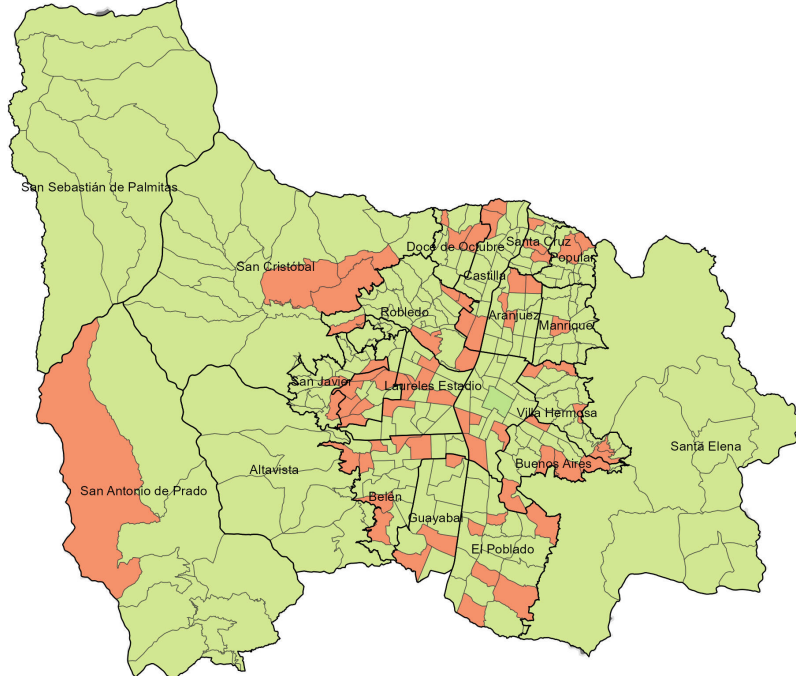 San Sebastián de Palmitas
San Cristóbal
Doce de Octubre
Santa Cruz
Popular
Castilla
Robledo
Aranjuez
Manrique
San Javier
Laureles Estadio
Villa Hermosa
Santa Elena
Altavista
Buenos Aires
San Antonio de Prado
Belén
Guayabal
El Poblado